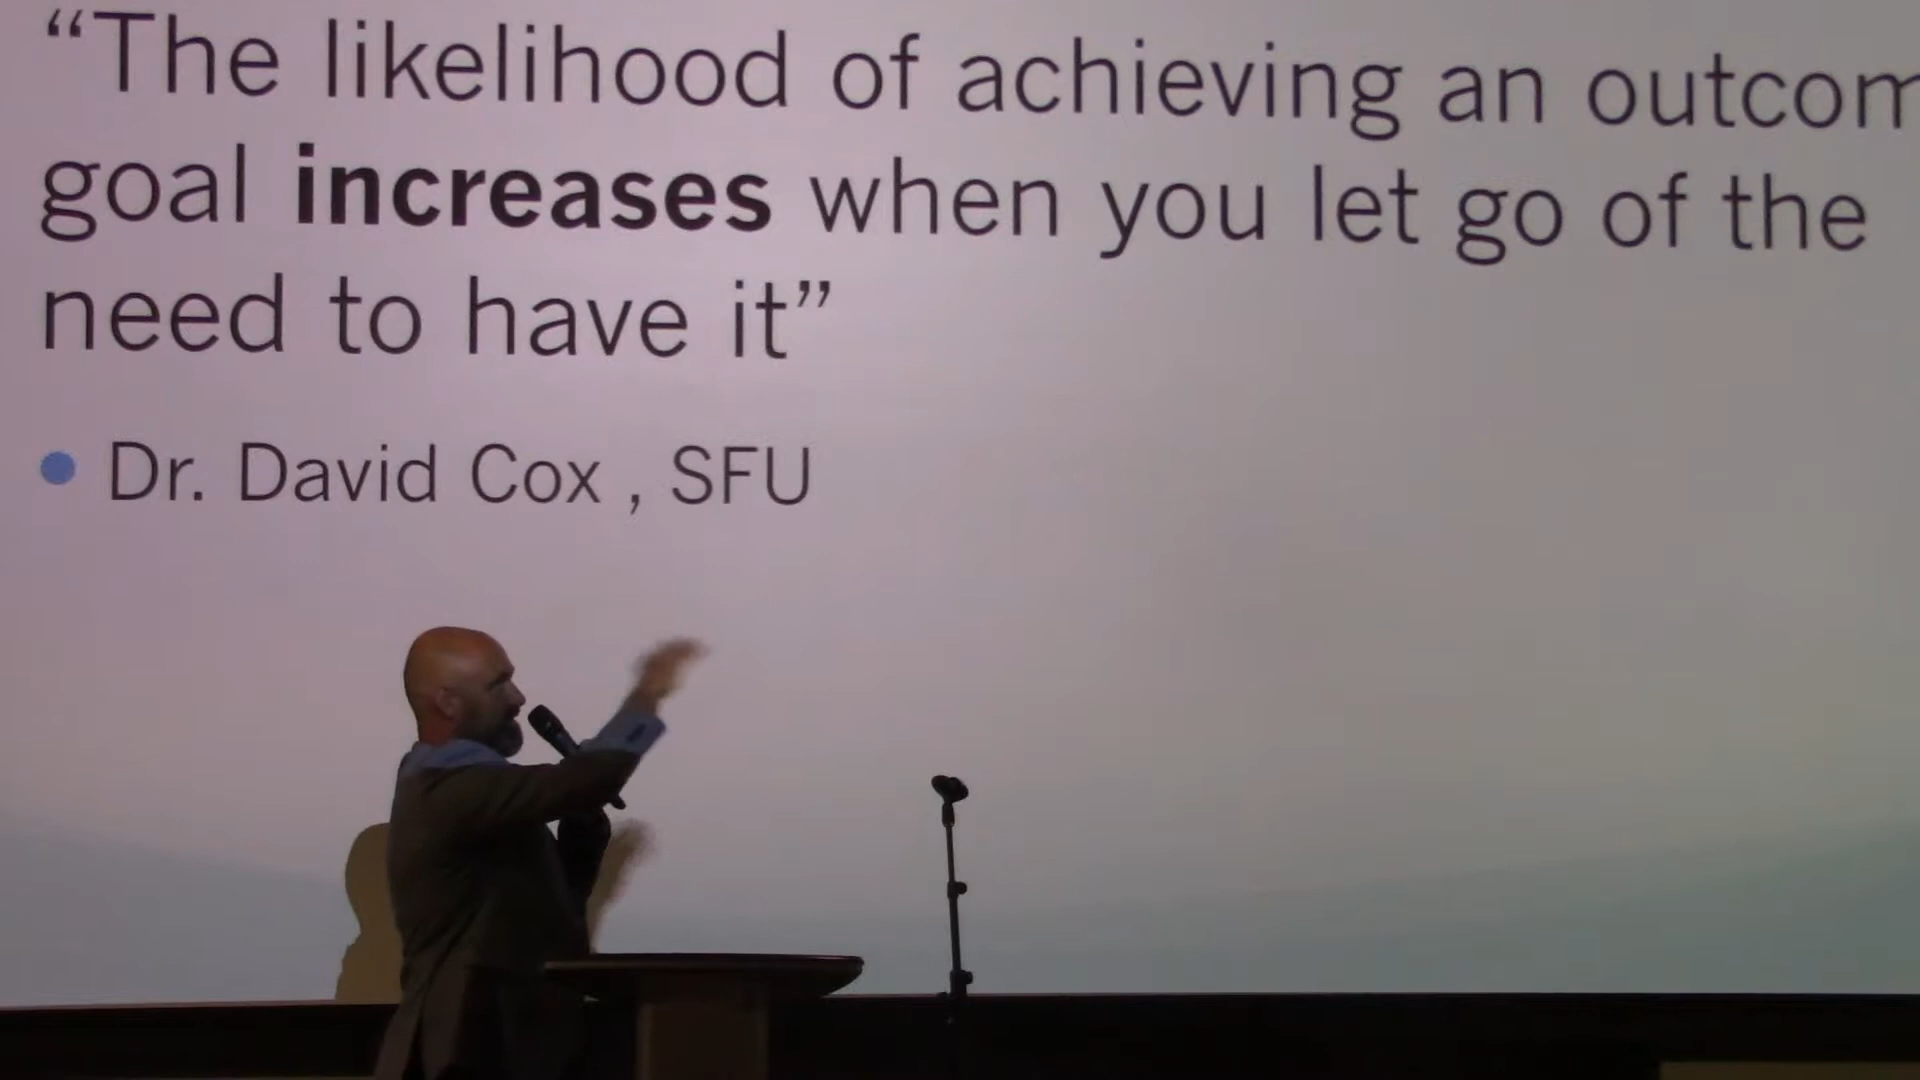 “The likelihood of achieving an outcom
goal increases when you let go of the
need to have it”
• Dr. David Cox , SFU